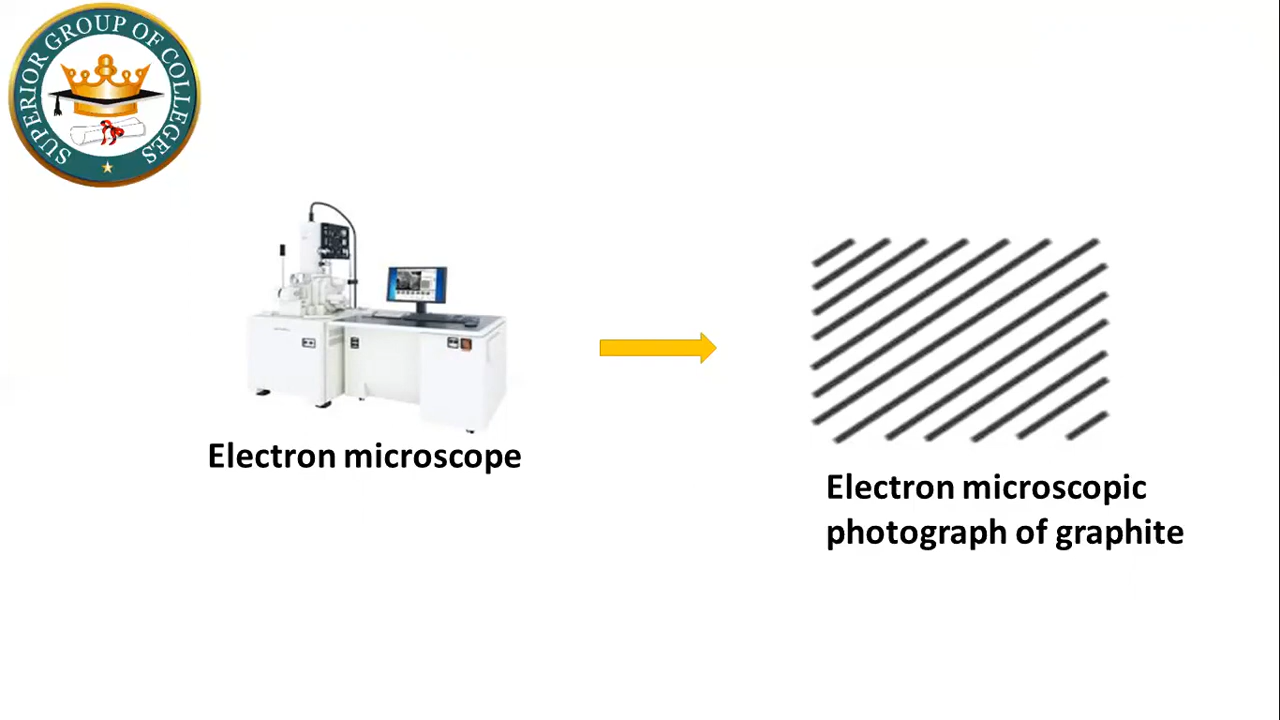 SUPERIOR GROUP OF COLLEGES
Electron microscope
Electron microscopic
photograph of graphite